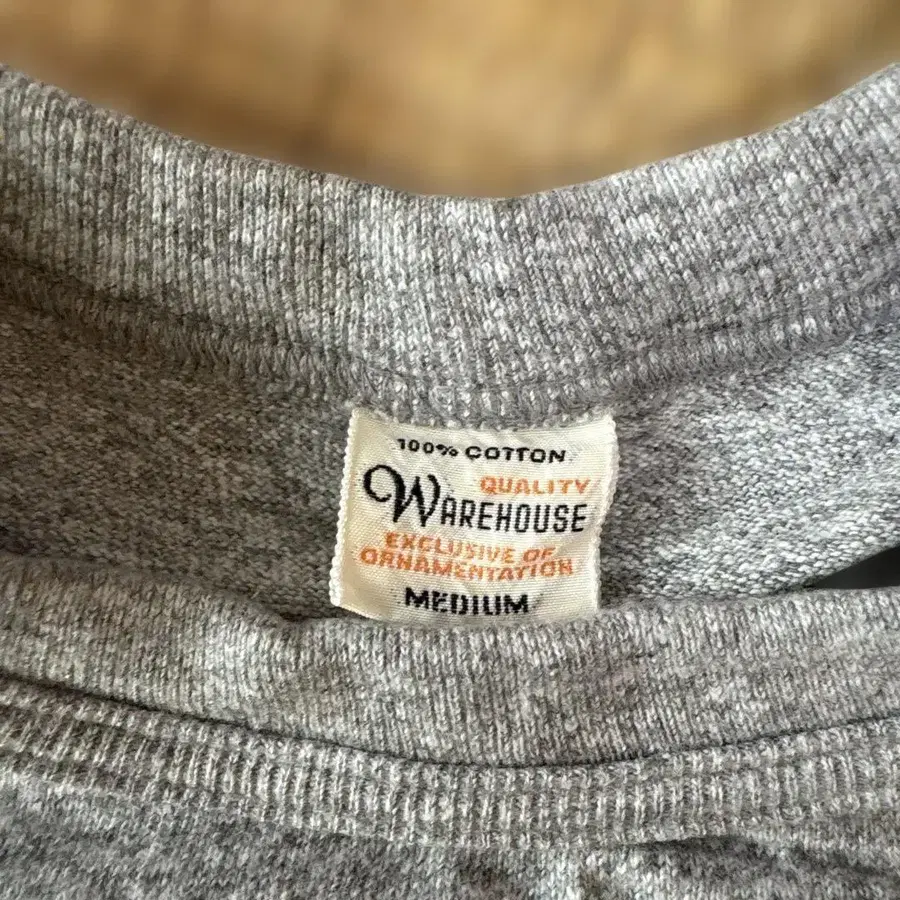 100% COTTON
QUALITY
WAREHOUSE
EXCLUSIVE OF
ORNAMENTATION
MEDIUM